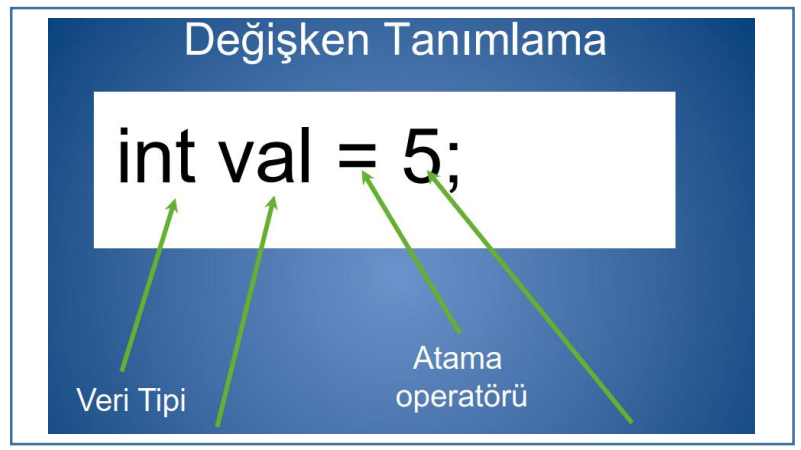 Değişken Tanımlama
int val = 5;
Veri Tipi
Atama
operatörü